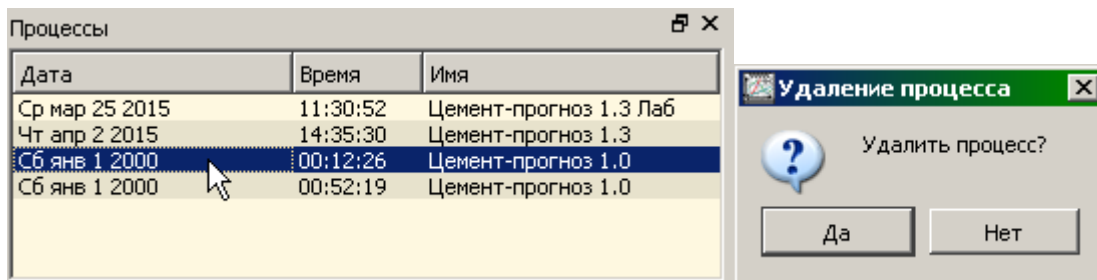 Процессы
Дата Время Имя
Ср мар 25 2015 11:30:52 Цемент-прогноз 1.3 Лаб
Чт апр 2 2015 14:35:30 Цемент-прогноз 1.3
Сб янв 1 2000 00:12:26 Цемент-прогноз 1.0
Сб янв 1 2000 00:52:19 Цемент-прогноз 1.0
Удаление процесса
Удалить процесс?
Да Нет